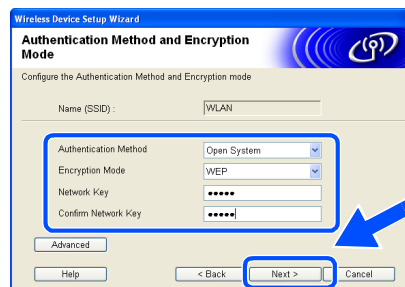 Wireless Device Setup Wizard
Authentication Method and Encryption
Mode
Configure the Authentication Method and Encryption mode
Name (SSID) : WLAN
Authentication Method Open System
Encryption Mode WEP
Network Key •••••
Confirm Network Key •••••
Advanced
Help < Back Next > Cancel